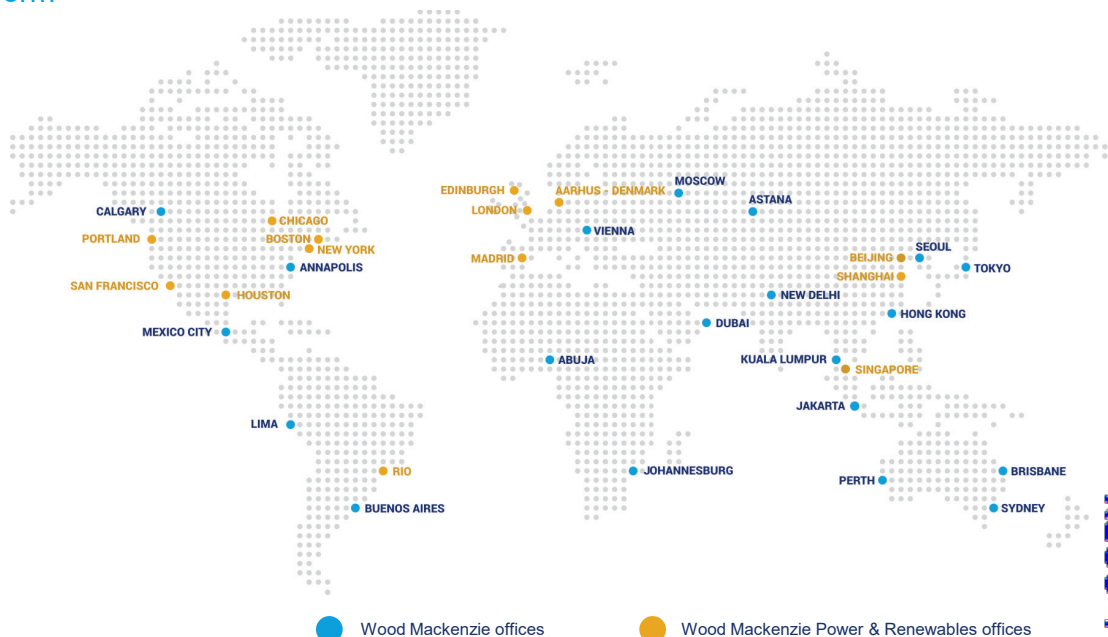 EDINBURGH
AARHUS - DENMARK
MOSCOW
ASTANA
CALGARY
CHICAGO
LONDON
VIENNA
PORTLAND
BOSTON
NEW YORK
MADRID
BEIJING
SEOUL
ANNAPOLIS
SHANGHAI
TOKYO
SAN FRANCISCO
HOUSTON
NEW DELHI
HONG KONG
MEXICO CITY
DUBAI
ABUJA
KUALA LUMPUR
SINGAPORE
JAKARTA
LIMA
RIO
JOHANNESBURG
PERTH
BRISBANE
BUENOS AIRES
SYDNEY
Wood Mackenzie offices
Wood Mackenzie Power & Renewables offices